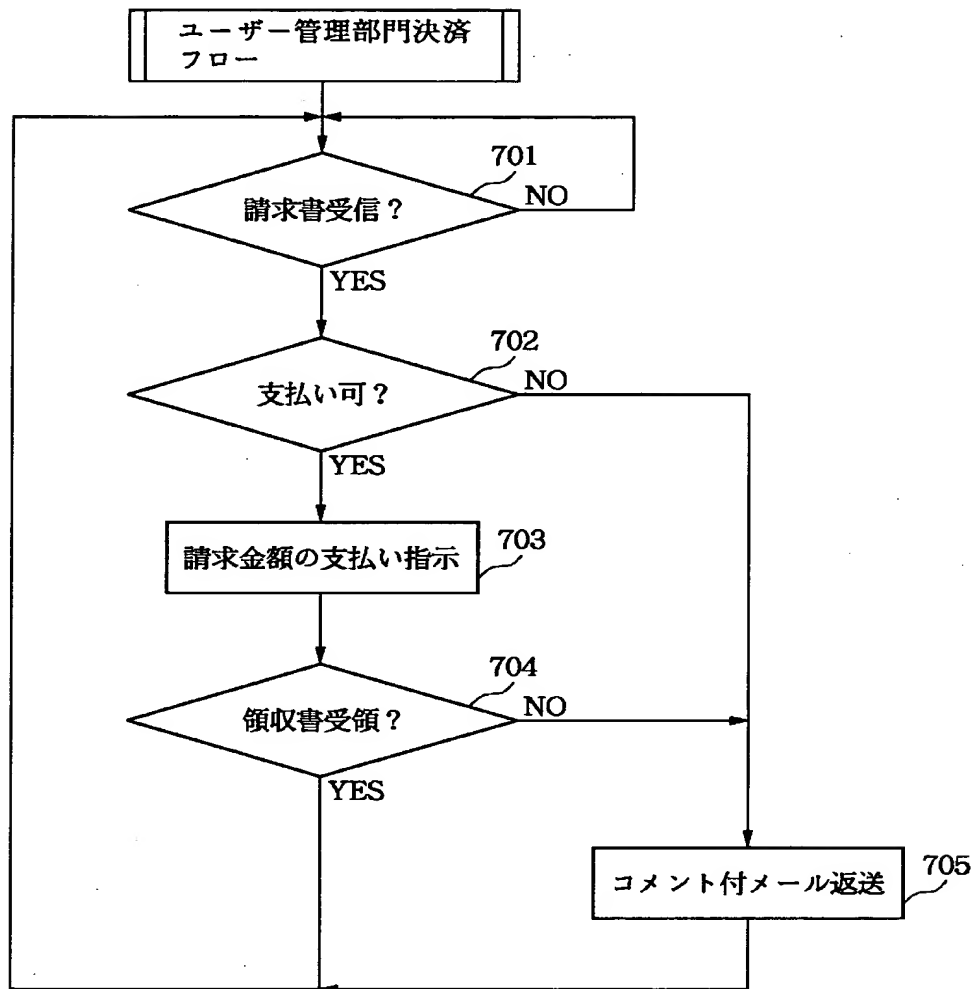 ユーザー管理部門決済
フロー
701
請求書受信？
NO
YES
702
支払い可？
NO
YES
請求金額の支払い指示
703
704
領収書受領？
NO
YES
コメント付メール返送
705